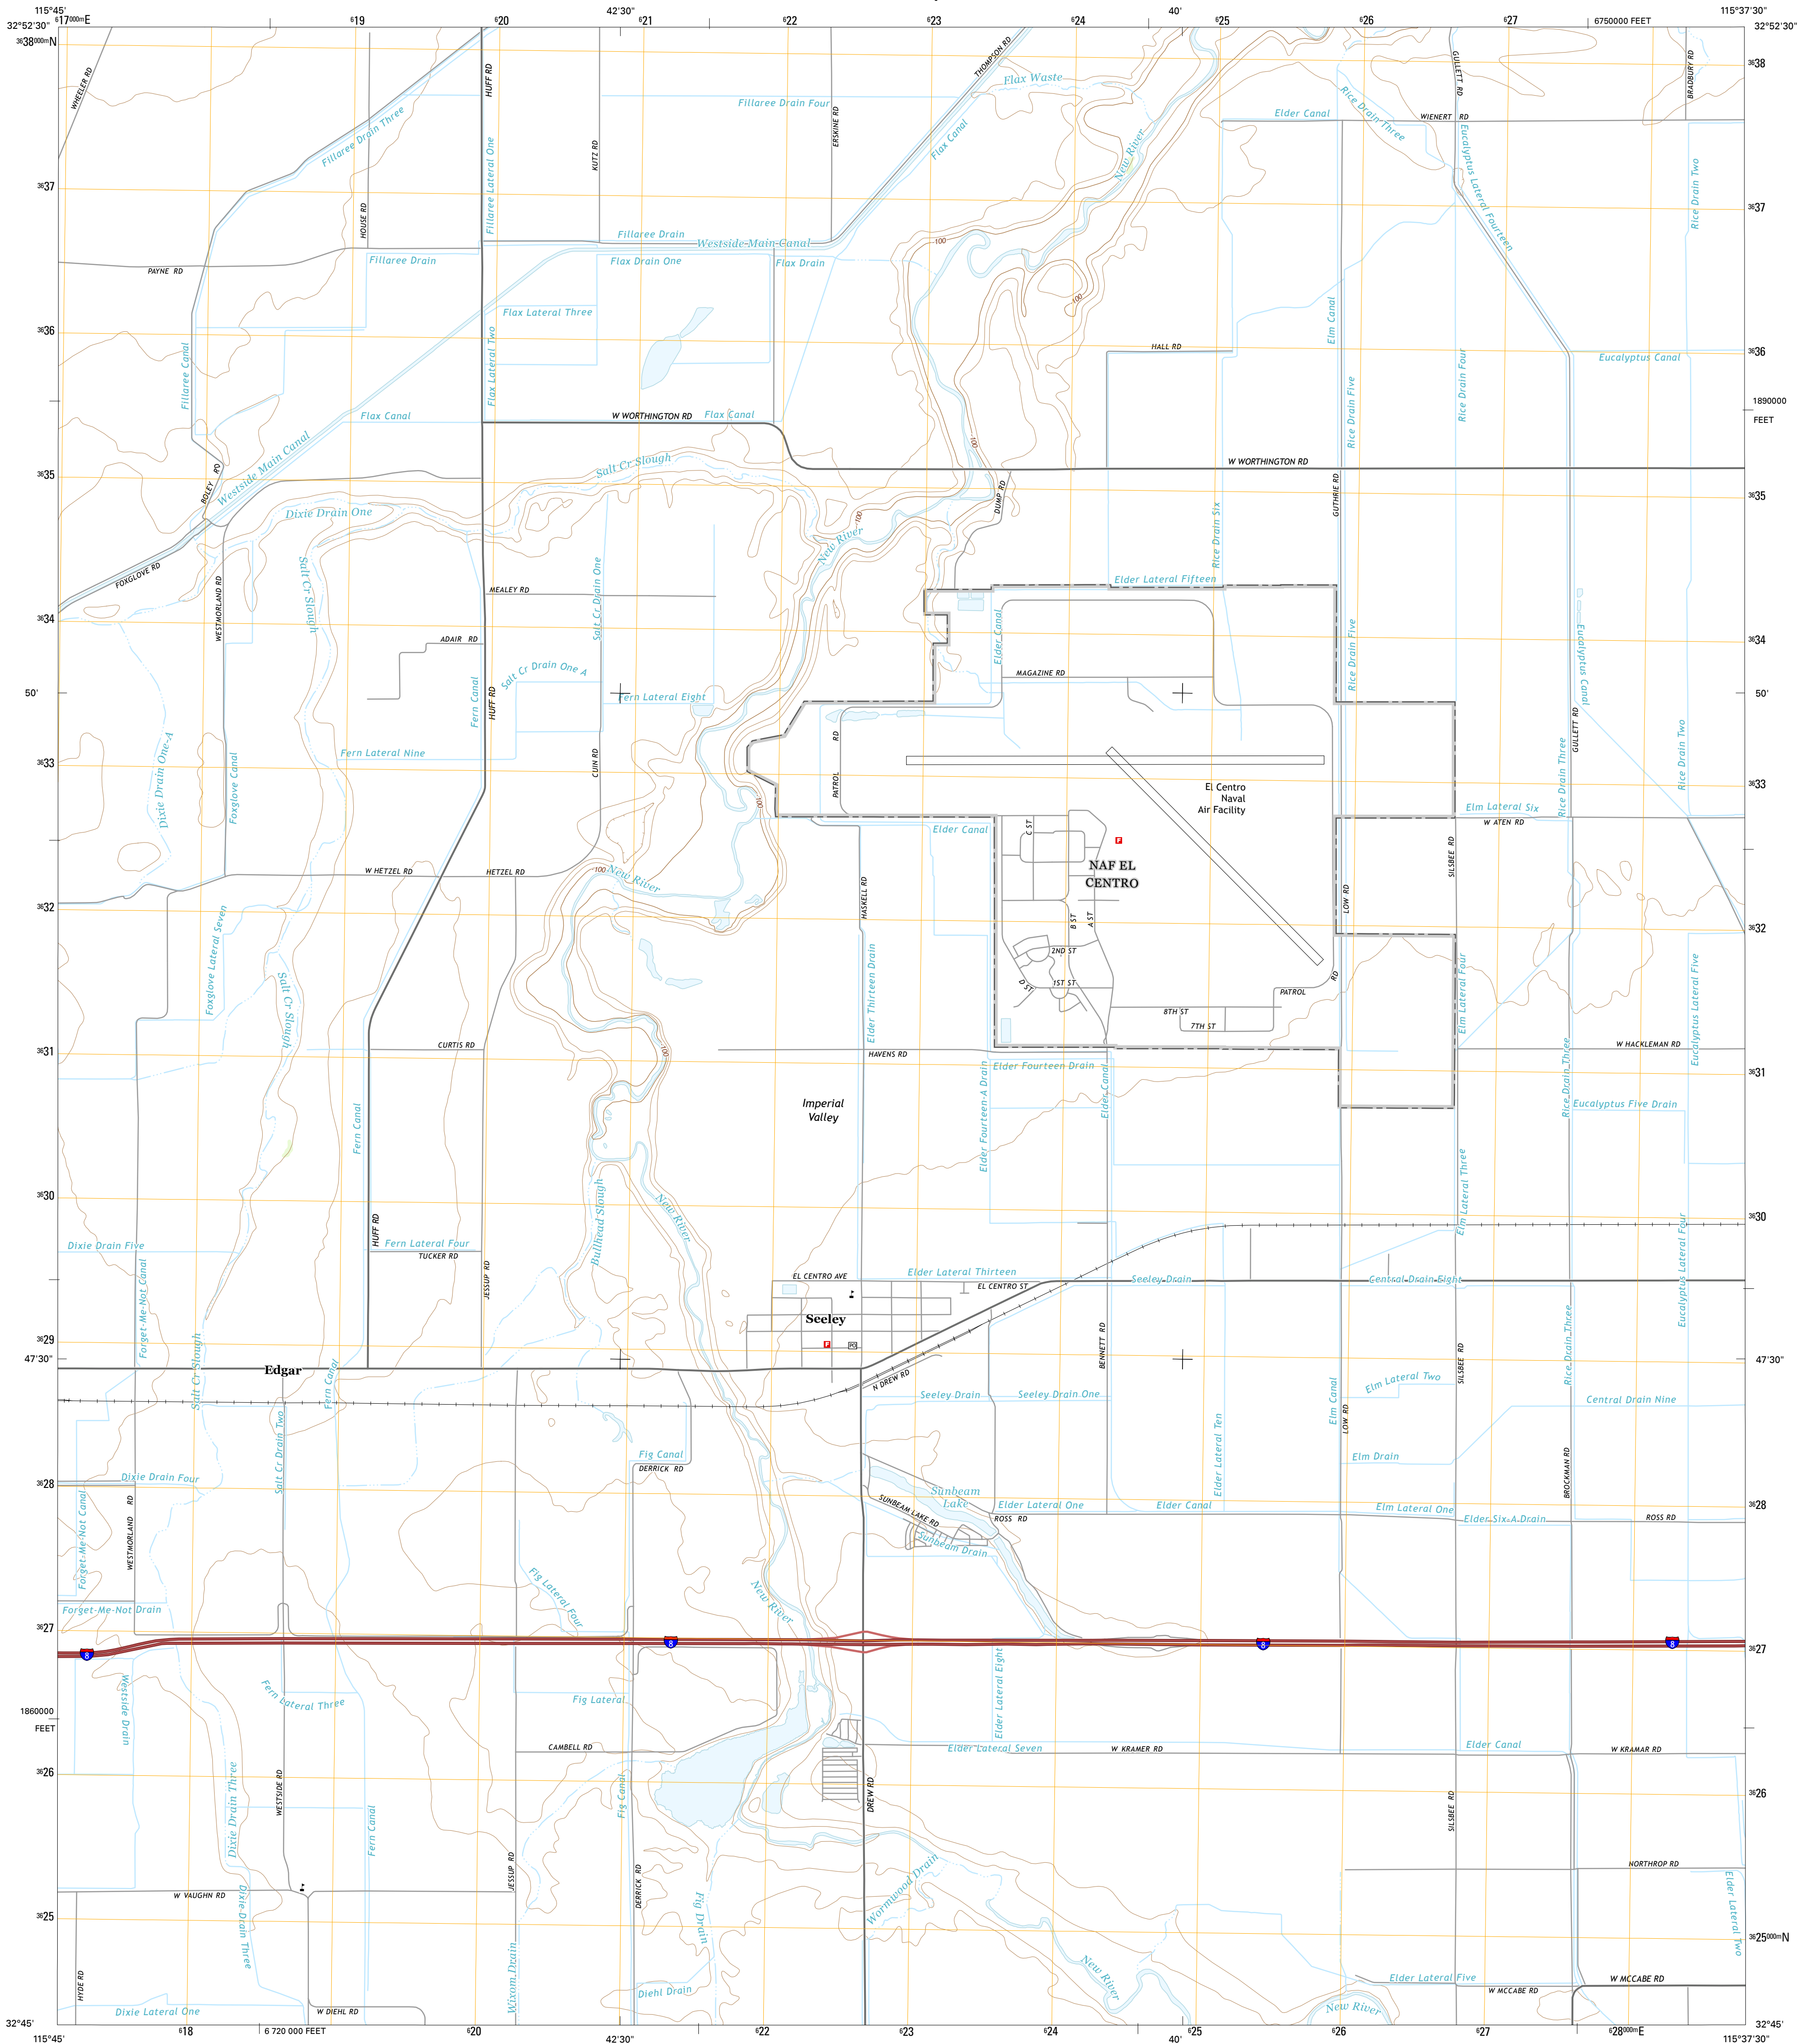 115°45'
42'30"
40'
115°37'30"
32°52'30"
617000mE
619
620
621
622
623
624
625
626
627
6750000 FEET
32°52'30"
3638000mN
3638
WHEELER RD
HUFF RD
THOMPSON RD
Flax Waste
GULLETT RD
BRADBURY RD
Fillaree Drain Three
Fillaree Drain Four
ERSKINE RD
Flax Canal
New River
Elder Canal
Rice Drain Three
WIENERT RD
KUTZ RD
Fillaree Lateral One
Eucalyptus Lateral Fourteen
Rice Drain Two
3637
3637
HOUSE RD
Fillaree Drain
Westside Main Canal
PAYNE RD
Fillaree Drain
Flax Drain One
Flax Drain
100
100
3636
3636
Fillaree Canal
Flax Lateral Three
Flax Lateral Two
HALL RD
Elm Canal
Rice Drain Five
Rice Drain Four
Eucalyptus Canal
1890000
FEET
Flax Canal
W WORTHINGTON RD
Flax Canal
100
W WORTHINGTON RD
Westside Main Canal
BOLEY RD
Salt Cr Slough
DUMP RD
GUTHRIE RD
3635
3635
Dixie Drain One
100
New River
Rice Drain Six
FOXGLOVE RD
WESTMORLAND RD
Salt Cr Slough
MEALEY RD
Salt Cr Drain One
Elder Lateral Fifteen
3634
3634
ADAIR RD
Elder Canal
Rice Drain Five
Eucalyptus Canal
Salt Cr Drain One A
MAGAZINE RD
50'
50'
Fern Canal
HUFF RD
Fern Lateral Eight
PATROL RD
GULLETT RD
Rice Drain Two
Dixie Drain One-A
Foxglove Canal
Fern Lateral Nine
CUIN RD
3633
3633
El Centro
Naval
Air Facility
Rice Drain Three
100
Elm Lateral Six
W ATEN RD
C ST
Elder Canal
NAF EL
CENTRO
F
SILSBEE RD
W HETZEL RD
HETZEL RD
100
New River
HASKELL RD
LOW RD
3632
3632
Foxglove Lateral Seven
B ST
A ST
Salt Cr Slough
Elder Thirteen Drain
2ND ST
D ST
1ST ST
PATROL
RD
Elm Lateral Four
Eucalyptus Lateral Five
8TH ST
7TH ST
CURTIS RD
100
HAVENS RD
W HACKLEMAN RD
3631
3631
Elder Fourteen Drain
Elder Fourteen-A Drain
Elder Canal
Rice Drain Three
Fern Canal
Imperial
Valley
Eucalyptus Five Drain
3630
3630
Bullhead Slough
New River
Elm Lateral Three
Eucalyptus Lateral Four
HUFF RD
Dixie Drain Five
Fern Lateral Four
TUCKER RD
Forget-Me-Not Canal
JESSUP RD
EL CENTRO AVE
Elder Lateral Thirteen
EL CENTRO ST
Seeley Drain
Central Drain Eight
Seeley
F
PO
3629
3629
47'30"
47'30"
Salt Cr Slough
Edgar
Fern Canal
N DREW RD
BENNETT RD
SILSBEE RD
Rice Drain Three
Elm Lateral Two
Seeley Drain
Seeley Drain One
Elm Canal
LOW RD
Central Drain Nine
Salt Cr Drain Two
Fig Canal
DERRICK RD
Elder Lateral Ten
Elm Drain
BROCKMAN RD
3628
3628
Dixie Drain Four
Forget-Me-Not Canal
WESTMORLAND RD
Sunbeam
Lake
SUNBEAM LAKE RD
Elder Lateral One
ROSS RD
Elder Canal
Elm Lateral One
Elder Six-A Drain
ROSS RD
Sunbeam Drain
Fig Lateral Four
New River
Forget-Me-Not Drain
3627
3627
8
8
8
8
Westside Drain
Fern Lateral Three
Fig Lateral
Elder Lateral Eight
1860000
FEET
CAMBELL RD
Elder Lateral Seven
W KRAMER RD
Elder Canal
W KRAMAR RD
3626
3626
Dixie Drain Three
WESTSIDE RD
Fern Canal
Fig Canal
DREW RD
SILSBEE RD
Wormwood Drain
NORTHROP RD
W VAUGHN RD
JESSUP RD
DERRICK RD
Fig Drain
Elder Lateral Two
3625
3625000mN
Dixie Drain Three
Wixom Drain
HYDE RD
Diehl Drain
New River
Elder Lateral Five
W MCCABE RD
W MCCABE RD
Dixie Lateral One
W DIEHL RD
New River
32°45'
32°45'
115°45'
618
6 720 000 FEET
620
42'30"
622
623
624
40'
625
626
627
628000mE
115°37'30"